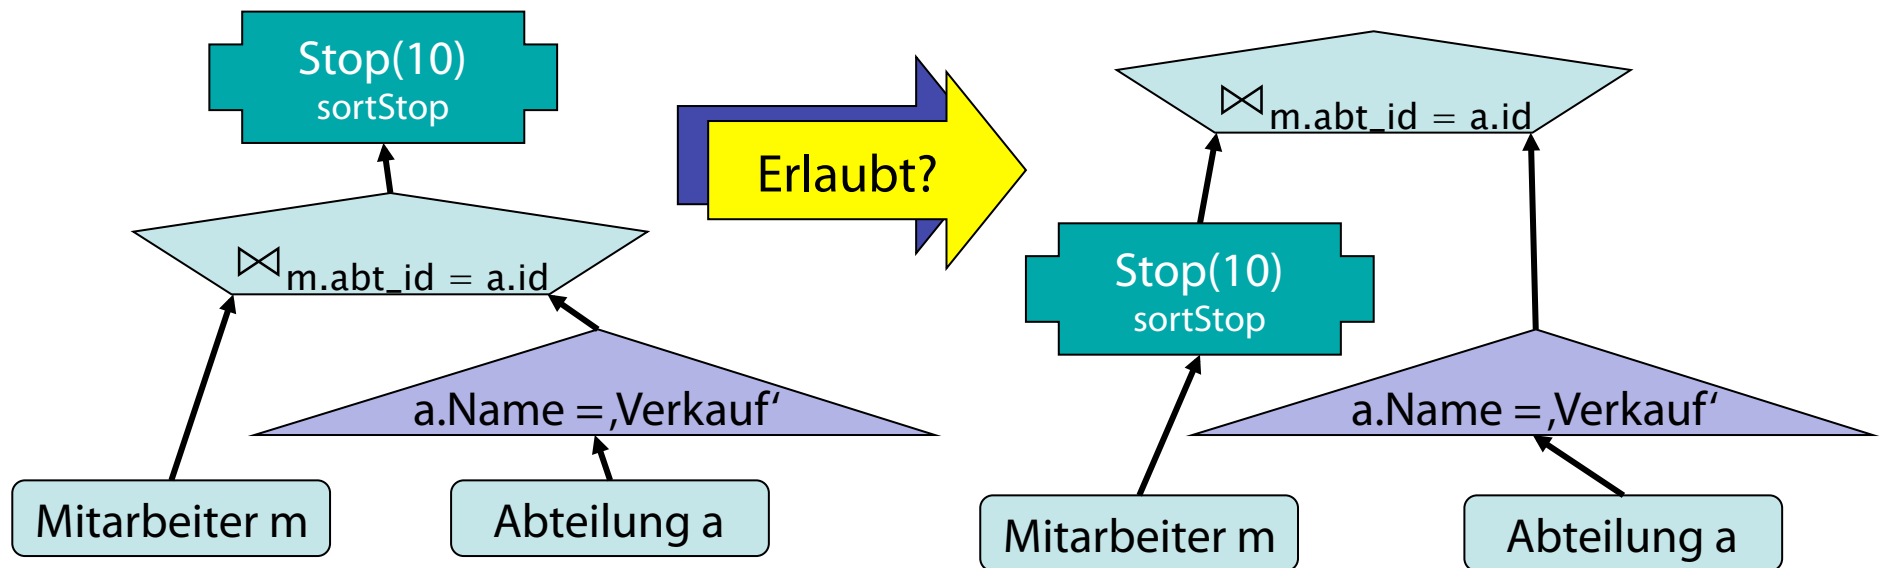 Stop(10)
sortStop
⋈m.abt_id = a.id
a.Name =‚Verkauf‘
Mitarbeiter m
Abteilung a
Erlaubt?
⋈m.abt_id = a.id
Stop(10)
sortStop
a.Name =‚Verkauf‘
Mitarbeiter m
Abteilung a